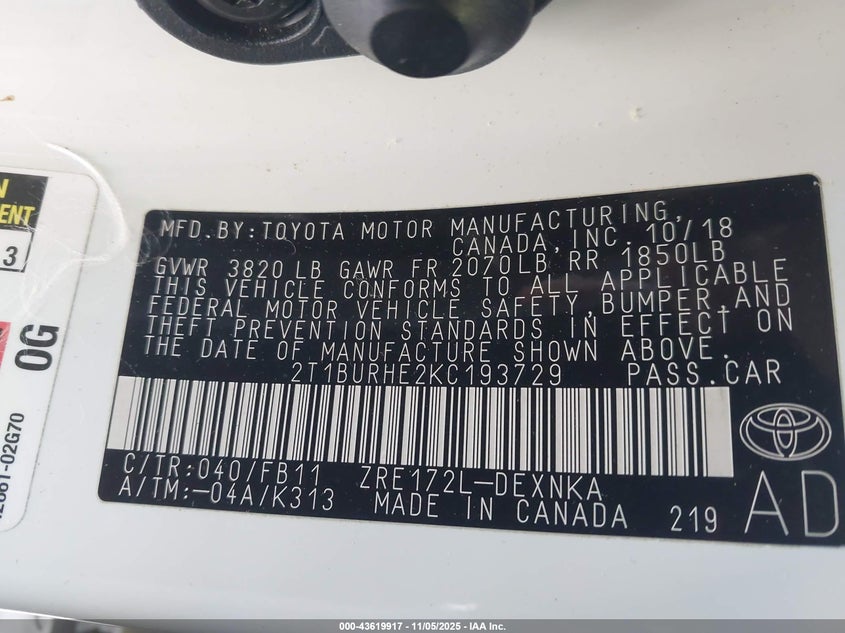 MFD. BY: TOYOTA MOTOR MANUFACTURING,
CANADA, INC. 10/18
GVWR 3820 LB GAWR FR 2070LB RR 1850LB
THIS VEHICLE CONFORMS TO ALL APPLICABLE
FEDERAL MOTOR VEHICLE SAFETY, BUMPER, AND
THEFT PREVENTION STANDARDS IN EFFECT ON
THE DATE OF MANUFACTURE SHOWN ABOVE.
2T1BURHE2KC193729 PASS. CAR
C/TR: 040/FB11 ZRE172L-DEXNKA
A/TM: -04A/K313 MADE IN CANADA 219 AD
3
0G
-02G70
000-43619917 - 11/05/2025 - IAA Inc.